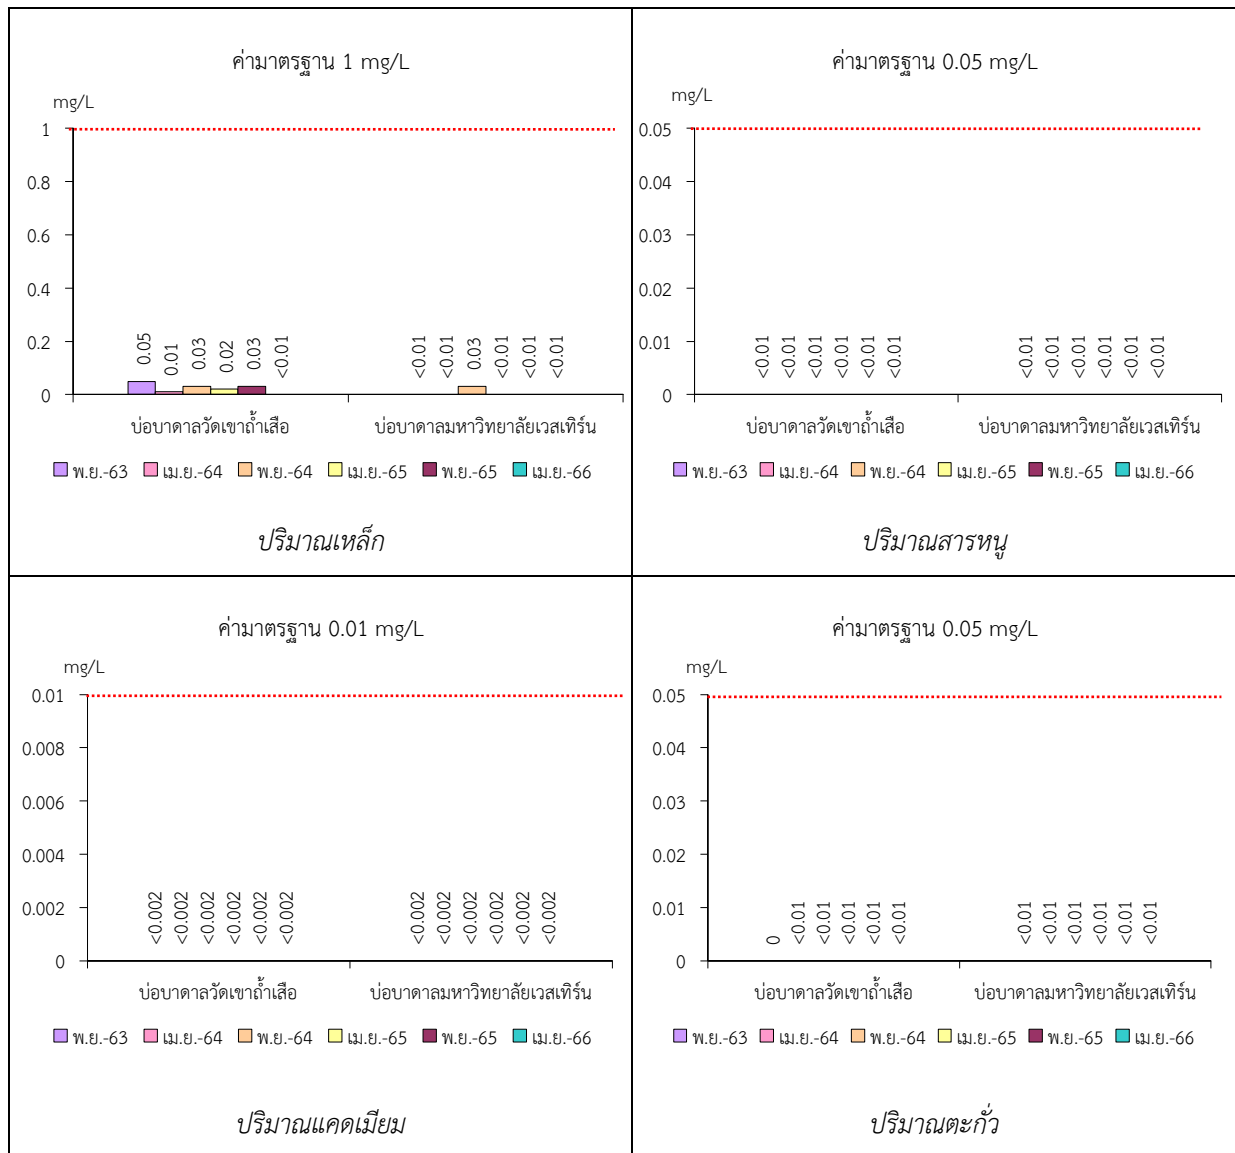 ค่ามาตรฐาน 1 mg/L
mg/L
1
0.8
0.6
0.4
0.2
0
0.05 0.01 0.03 0.02 0.03 <0.01 <0.01 <0.01 0.03 <0.01 <0.01 <0.01
บ่อบาดาลวัดเขาถ้ำเสือ บ่อบาดาลมหาวิทยาลัยเวสเทิร์น
พ.ย.-63 เม.ย.-64 พ.ย.-64 เม.ย.-65 พ.ย.-65 เม.ย.-66
ปริมาณเหล็ก
ค่ามาตรฐาน 0.05 mg/L
mg/L
0.05
0.04
0.03
0.02
0.01
0
<0.01 <0.01 <0.01 <0.01 <0.01 <0.01 <0.01 <0.01 <0.01 <0.01 <0.01 <0.01
บ่อบาดาลวัดเขาถ้ำเสือ บ่อบาดาลมหาวิทยาลัยเวสเทิร์น
พ.ย.-63 เม.ย.-64 พ.ย.-64 เม.ย.-65 พ.ย.-65 เม.ย.-66
ปริมาณสารหนู
ค่ามาตรฐาน 0.01 mg/L
mg/L
0.01
0.008
0.006
0.004
0.002
0
<0.002 <0.002 <0.002 <0.002 <0.002 <0.002 <0.002 <0.002 <0.002 <0.002 <0.002 <0.002
บ่อบาดาลวัดเขาถ้ำเสือ บ่อบาดาลมหาวิทยาลัยเวสเทิร์น
พ.ย.-63 เม.ย.-64 พ.ย.-64 เม.ย.-65 พ.ย.-65 เม.ย.-66
ปริมาณแคดเมียม
ค่ามาตรฐาน 0.05 mg/L
mg/L
0.05
0.04
0.03
0.02
0.01
0
0 <0.01 <0.01 <0.01 <0.01 <0.01 <0.01 <0.01 <0.01 <0.01 <0.01 <0.01
บ่อบาดาลวัดเขาถ้ำเสือ บ่อบาดาลมหาวิทยาลัยเวสเทิร์น
พ.ย.-63 เม.ย.-64 พ.ย.-64 เม.ย.-65 พ.ย.-65 เม.ย.-66
ปริมาณตะกั่ว